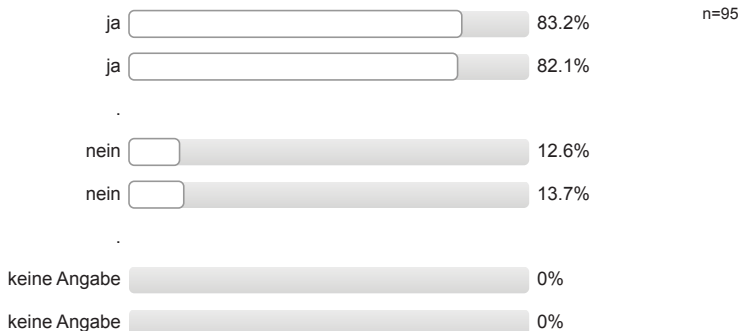 ja 83.2% n=95
ja 82.1%
.
nein 12.6%
nein 13.7%
.
keine Angabe 0%
keine Angabe 0%